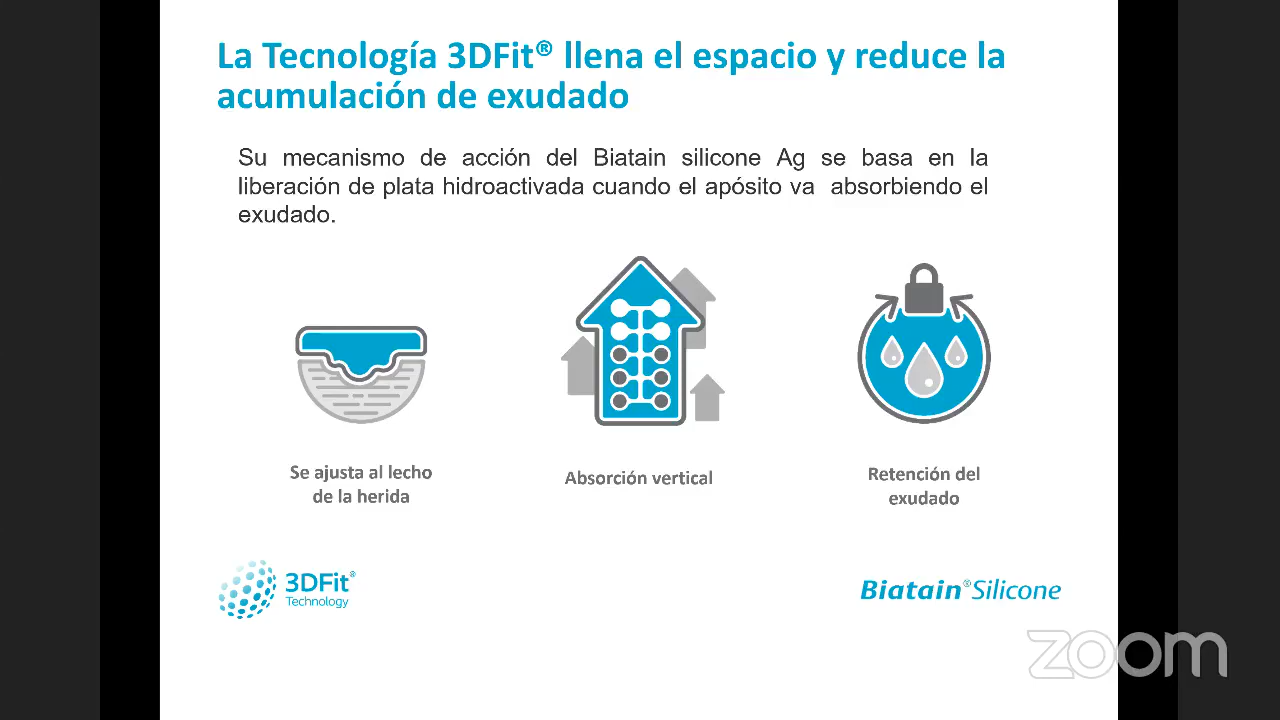 La Tecnología 3DFit® llena el espacio y reduce la
acumulación de exudado
Su mecanismo de acción del Biatain silicone Ag se basa en la
liberación de plata hidroactivada cuando el apósito va absorbiendo el
exudado.
Se ajusta al lecho
de la herida
Absorción vertical
Retención del
exudado
3DFit®
Technology
Biatain® Silicone
zoom